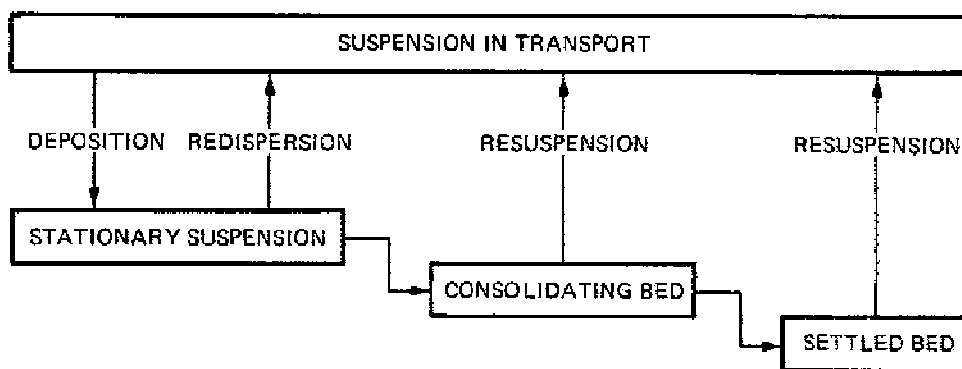 SUSPENSION IN TRANSPORT
DEPOSITION
REDISPERSION
RESUSPENSION
RESUSPENSION
STATIONARY SUSPENSION
CONSOLIDATING BED
SETTLED BED